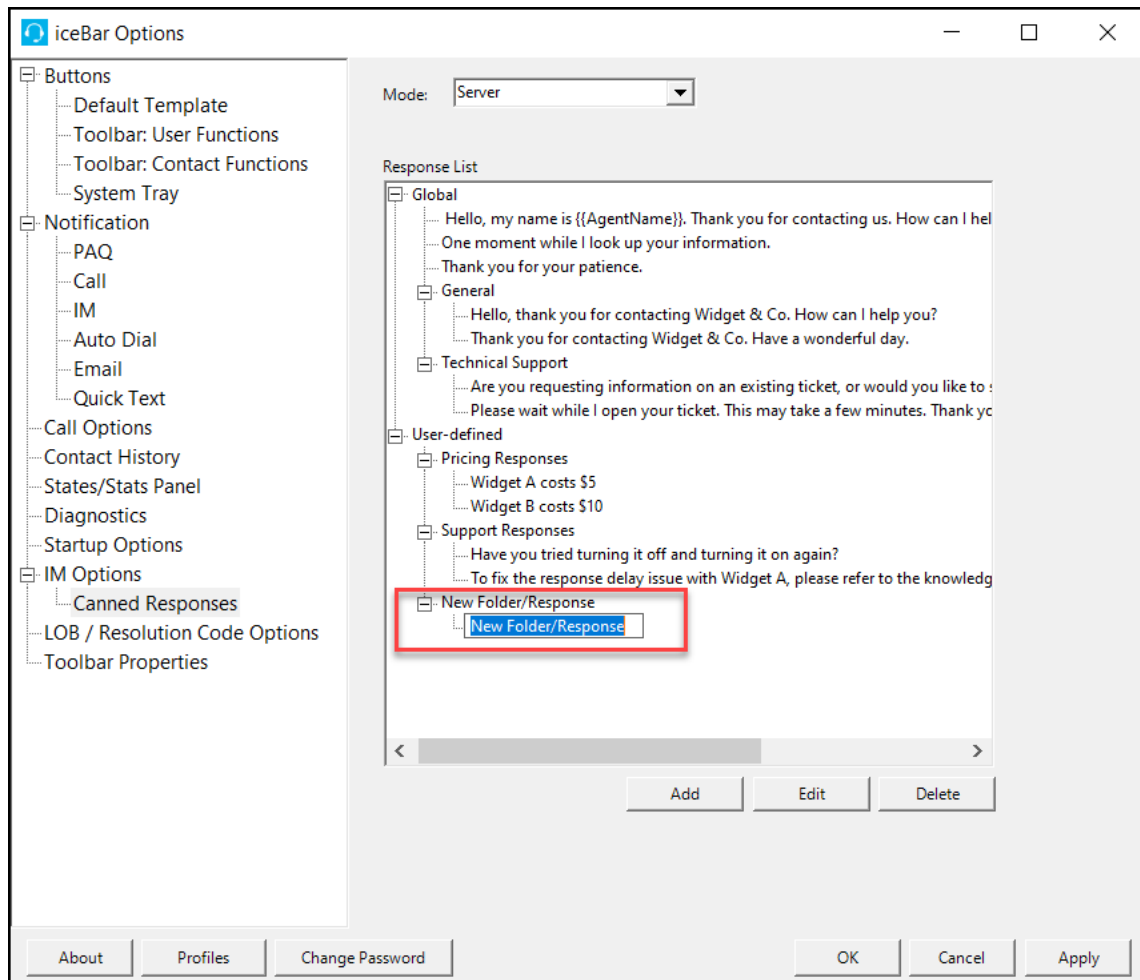 iceBar Options
Buttons
Default Template
Toolbar: User Functions
Toolbar: Contact Functions
System Tray
Notification
PAQ
Call
IM
Auto Dial
Email
Quick Text
Call Options
Contact History
States/Stats Panel
Diagnostics
Startup Options
IM Options
Canned Responses
LOB / Resolution Code Options
Toolbar Properties
Mode: Server
Response List
Global
Hello, my name is {{AgentName}}. Thank you for contacting us. How can I hel
One moment while I look up your information.
Thank you for your patience.
General
Hello, thank you for contacting Widget & Co. How can I help you?
Thank you for contacting Widget & Co. Have a wonderful day.
Technical Support
Are you requesting information on an existing ticket, or would you like to s
Please wait while I open your ticket. This may take a few minutes. Thank yo
User-defined
Pricing Responses
Widget A costs $5
Widget B costs $10
Support Responses
Have you tried turning it off and turning it on again?
To fix the response delay issue with Widget A, please refer to the knowledg
New Folder/Response
New Folder/Response
Add Edit Delete
About Profiles Change Password OK Cancel Apply